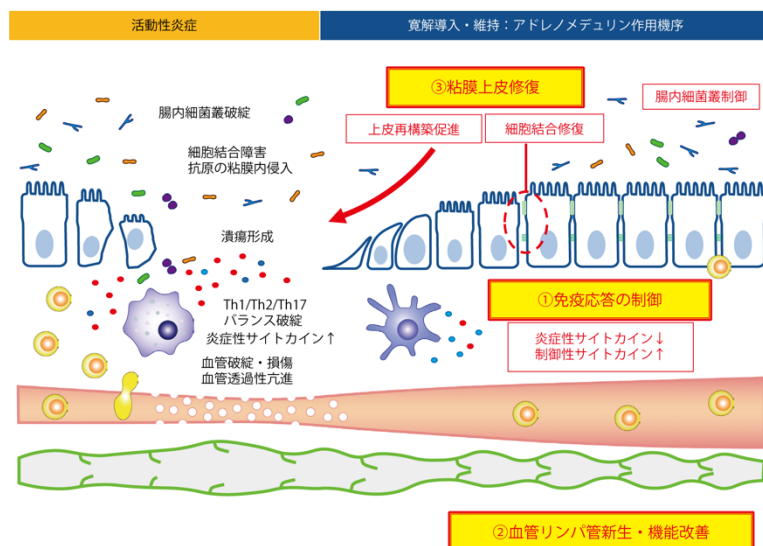 活動性炎症
寛解導入・維持：アドレノメデュリン作用機序
③粘膜上皮修復
腸内細菌叢破綻
腸内細菌叢制御
上皮再構築促進
細胞結合修復
細胞結合障害
抗原の粘膜内侵入
潰瘍形成
①免疫応答の制御
Th1/Th2/Th17
バランス破綻
炎症性サイトカイン↑
炎症性サイトカイン↓
制御性サイトカイン↑
血管破綻・損傷
血管透過性亢進
②血管リンパ管新生・機能改善